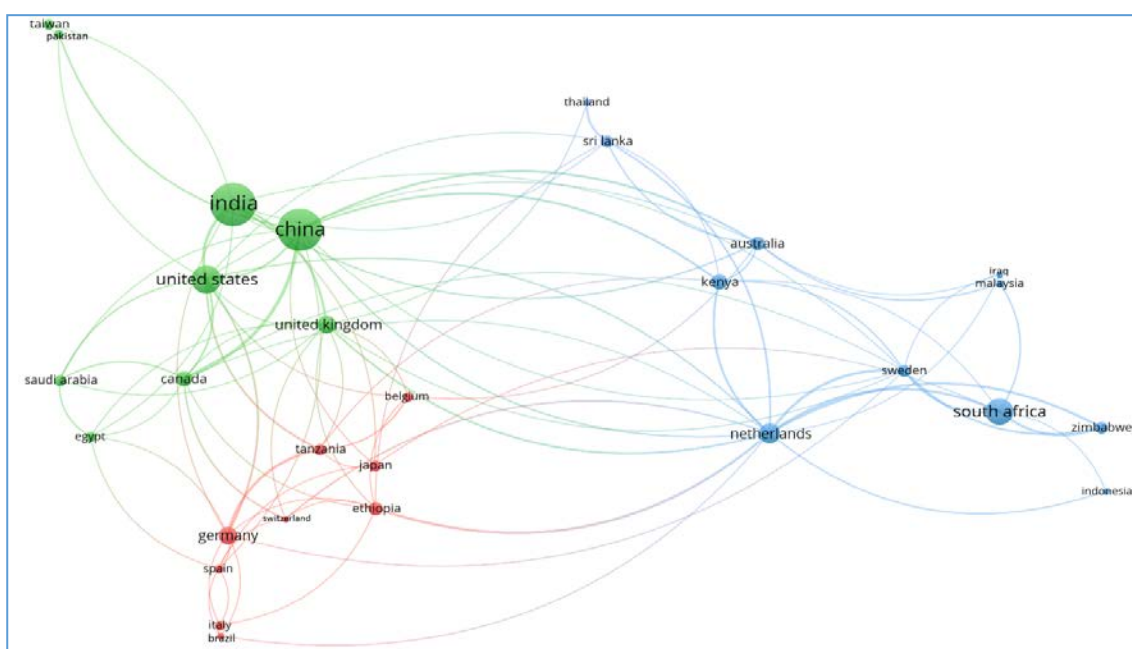 taiwan
pakistan
thailand
sri lanka
india
china
australia
iraq
malaysia
kenya
united states
united kingdom
sweden
saudi arabia
canada
belgium
south africa
zimbabwe
netherlands
egypt
tanzania
japan
indonesia
ethiopia
switzerland
germany
spain
italy
brazil